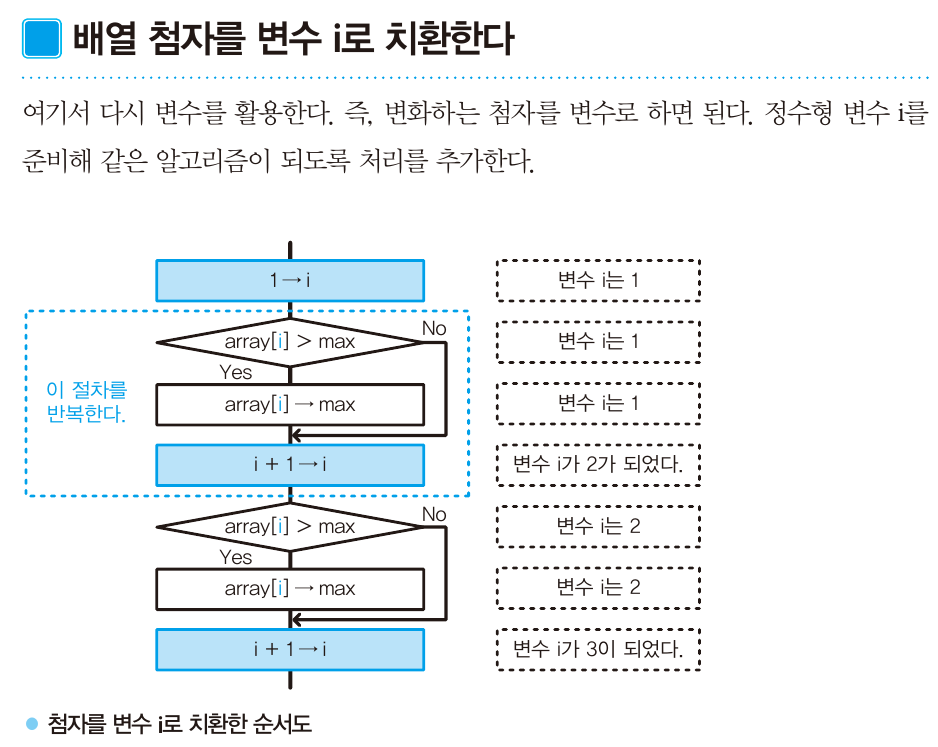 배열 첨자를 변수 i로 치환한다
여기서 다시 변수를 활용한다. 즉, 변화하는 첨자를 변수로 하면 된다. 정수형 변수 i를
준비해 같은 알고리즘이 되도록 처리를 추가한다.
1→i
변수 i는 1
No
array[i] > max
변수 i는 1
Yes
이 절차를
반복한다.
array[i]→max
변수 i는 1
i + 1→i
변수 i가 2가 되었다.
No
array[i] > max
변수 i는 2
Yes
array[i]→max
변수 i는 2
i + 1→i
변수 i가 3이 되었다.
● 첨자를 변수 i로 치환한 순서도